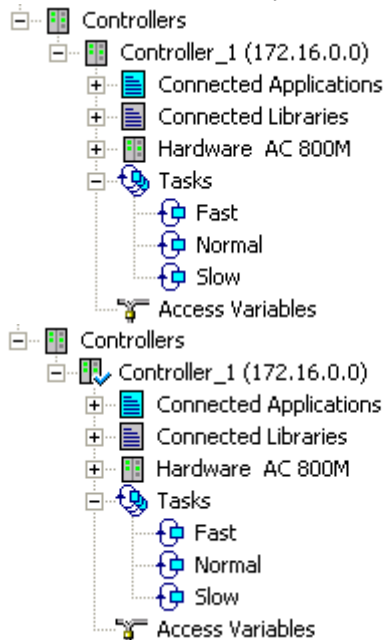 Controllers
Controller_1 (172.16.0.0)
Connected Applications
Connected Libraries
Hardware AC 800M
Tasks
Fast
Normal
Slow
Access Variables
Controllers
Controller_1 (172.16.0.0)
Connected Applications
Connected Libraries
Hardware AC 800M
Tasks
Fast
Normal
Slow
Access Variables